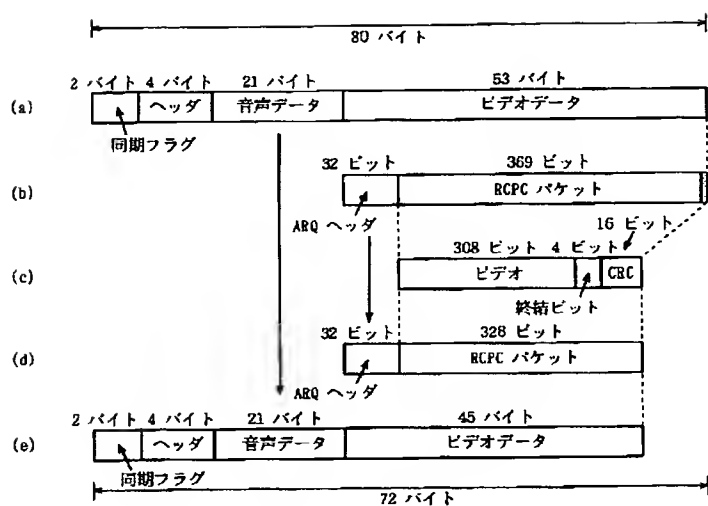 80 バイト
2 バイト 4 バイト 21 バイト 53 バイト
(a) ヘッダ 音声データ ビデオデータ
同期フラグ
32 ビット 369 ビット
(b) RCPC パケット
ARQ ヘッダ
16 ビット
308 ビット 4 ビット
(c) ビデオ CRC
終結ビット
32 ビット 328 ビット
(d) RCPC パケット
ARQ ヘッダ
2 バイト 4 バイト 21 バイト 45 バイト
(e) ヘッダ 音声データ ビデオデータ
同期フラグ
72 バイト